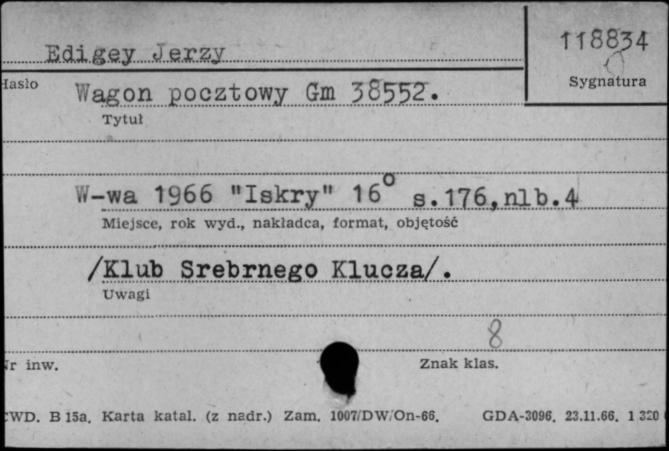 118834
Edigey Jerzy
Sygnatura
Hasło
Wagon pocztowy Gm 38552.
Tytuł
W-wa 1966 "Iskry" 16° s.176,nlb.4
Miejsce, rok wyd., nakładca, format, objętość
/Klub Srebrnego Klucza/.
Uwagi
8
Nr inw.
Znak klas.
CWD. B 15a. Karta katal. (z nadr.) Zam. 1007/DW/On-66. GDA-3096. 23.11.66. 1 320